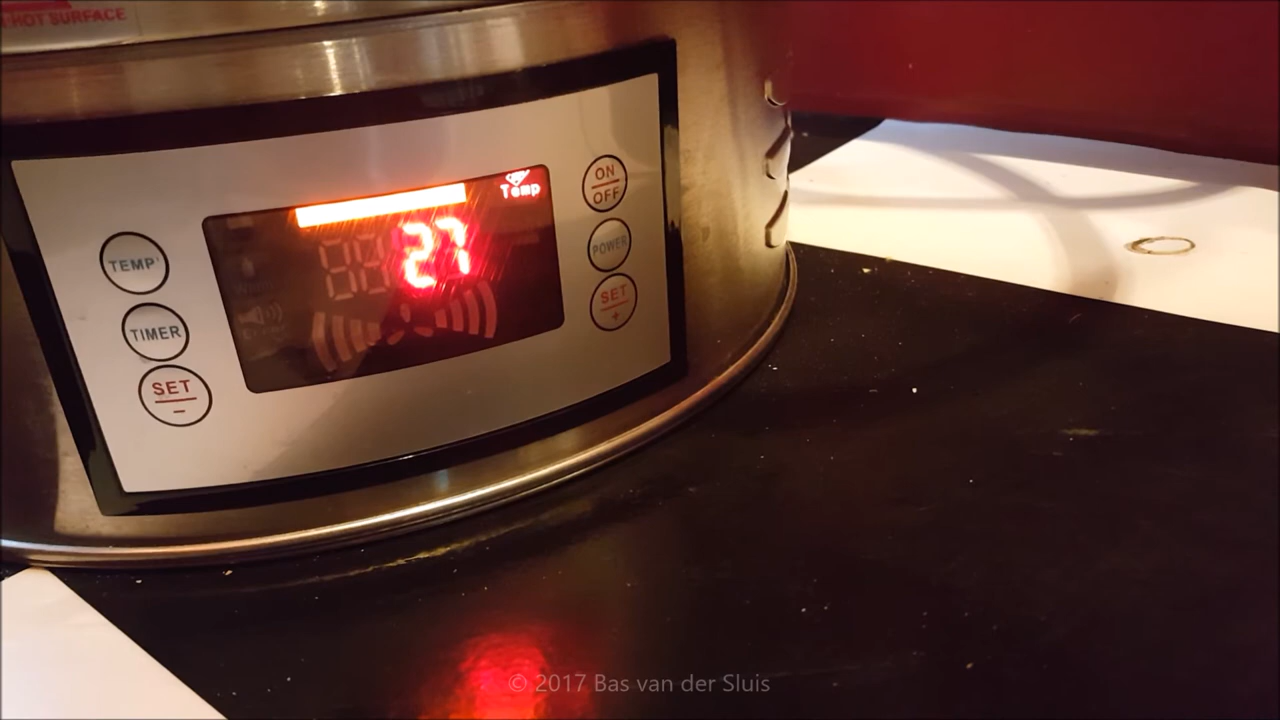 HOT SURFACE
Temp
27
ON
OFF
POWER
SET
+
TEMP'
TIMER
SET
−
© 2017 Bas van der Sluis